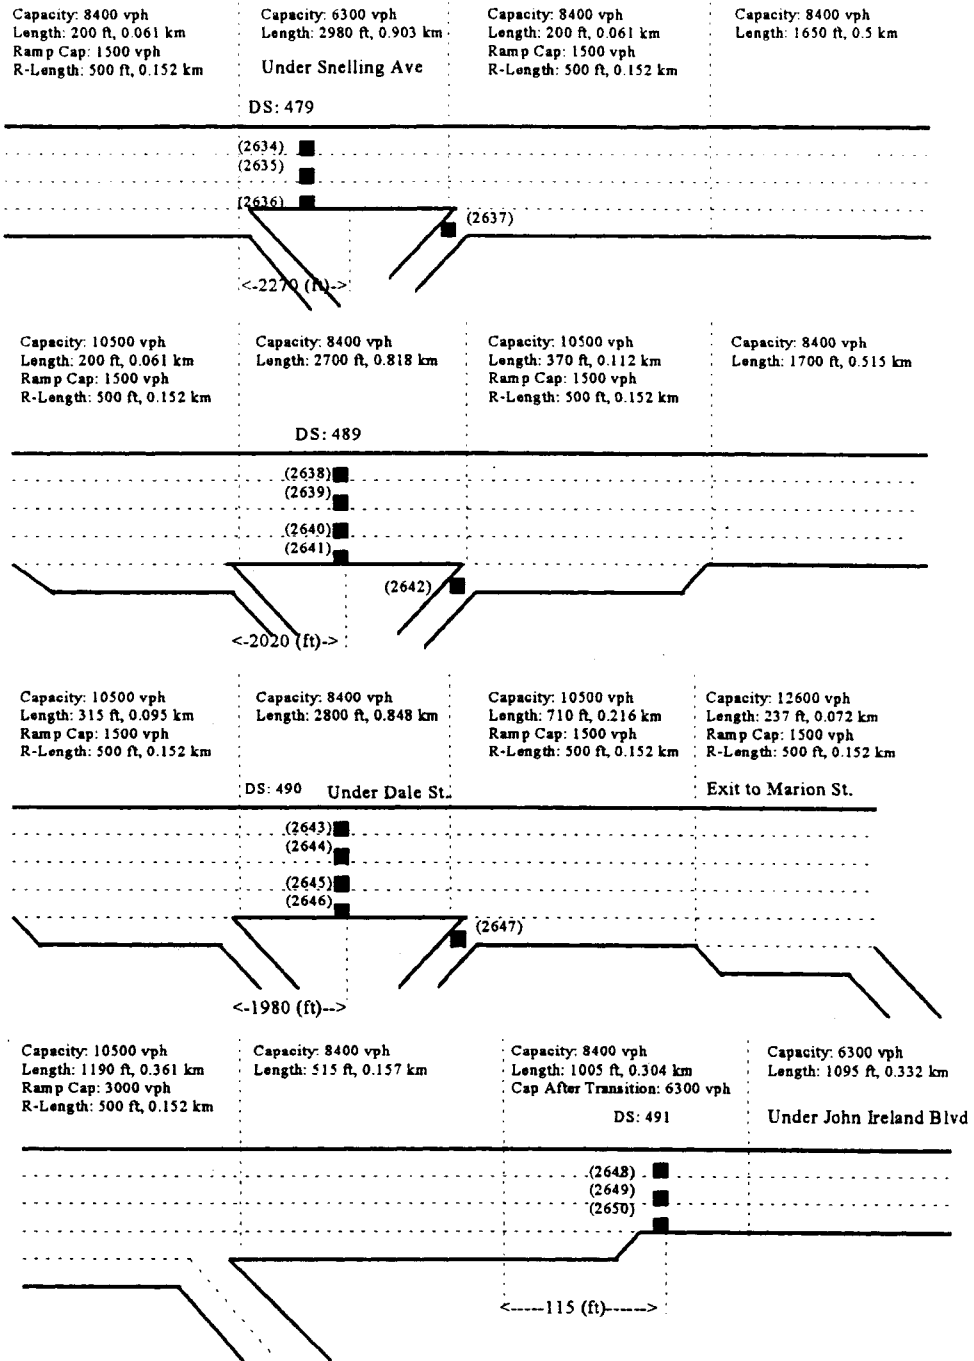 Capacity: 8400 vph
Length: 200 ft, 0.061 km
Ramp Cap: 1500 vph
R-Length: 500 ft, 0.152 km
Capacity: 6300 vph
Length: 2980 ft, 0.903 km
Under Snelling Ave
Capacity: 8400 vph
Length: 200 ft, 0.061 km
Ramp Cap: 1500 vph
R-Length: 500 ft, 0.152 km
Capacity: 8400 vph
Length: 1650 ft, 0.5 km
DS: 479
(2634)
(2635)
(2636)
(2637)
<-2270 (ft)->
Capacity: 10500 vph
Length: 200 ft, 0.061 km
Ramp Cap: 1500 vph
R-Length: 500 ft, 0.152 km
Capacity: 8400 vph
Length: 2700 ft, 0.818 km
Capacity: 10500 vph
Length: 370 ft, 0.112 km
Ramp Cap: 1500 vph
R-Length: 500 ft, 0.152 km
Capacity: 8400 vph
Length: 1700 ft, 0.515 km
DS: 489
(2638)
(2639)
(2640)
(2641)
(2642)
<-2020 (ft)->
Capacity: 10500 vph
Length: 315 ft, 0.095 km
Ramp Cap: 1500 vph
R-Length: 500 ft, 0.152 km
Capacity: 8400 vph
Length: 2800 ft, 0.848 km
Capacity: 10500 vph
Length: 710 ft, 0.216 km
Ramp Cap: 1500 vph
R-Length: 500 ft, 0.152 km
Capacity: 12600 vph
Length: 237 ft, 0.072 km
Ramp Cap: 1500 vph
R-Length: 500 ft, 0.152 km
DS: 490
Under Dale St.
Exit to Marion St.
(2643)
(2644)
(2645)
(2646)
(2647)
<-1980 (ft)-->
Capacity: 10500 vph
Length: 1190 ft, 0.361 km
Ramp Cap: 3000 vph
R-Length: 500 ft, 0.152 km
Capacity: 8400 vph
Length: 515 ft, 0.157 km
Capacity: 8400 vph
Length: 1005 ft, 0.304 km
Cap After Transition: 6300 vph
Capacity: 6300 vph
Length: 1095 ft, 0.332 km
DS: 491
Under John Ireland Blvd
(2648)
(2649)
(2650)
<-----115 (ft)------>